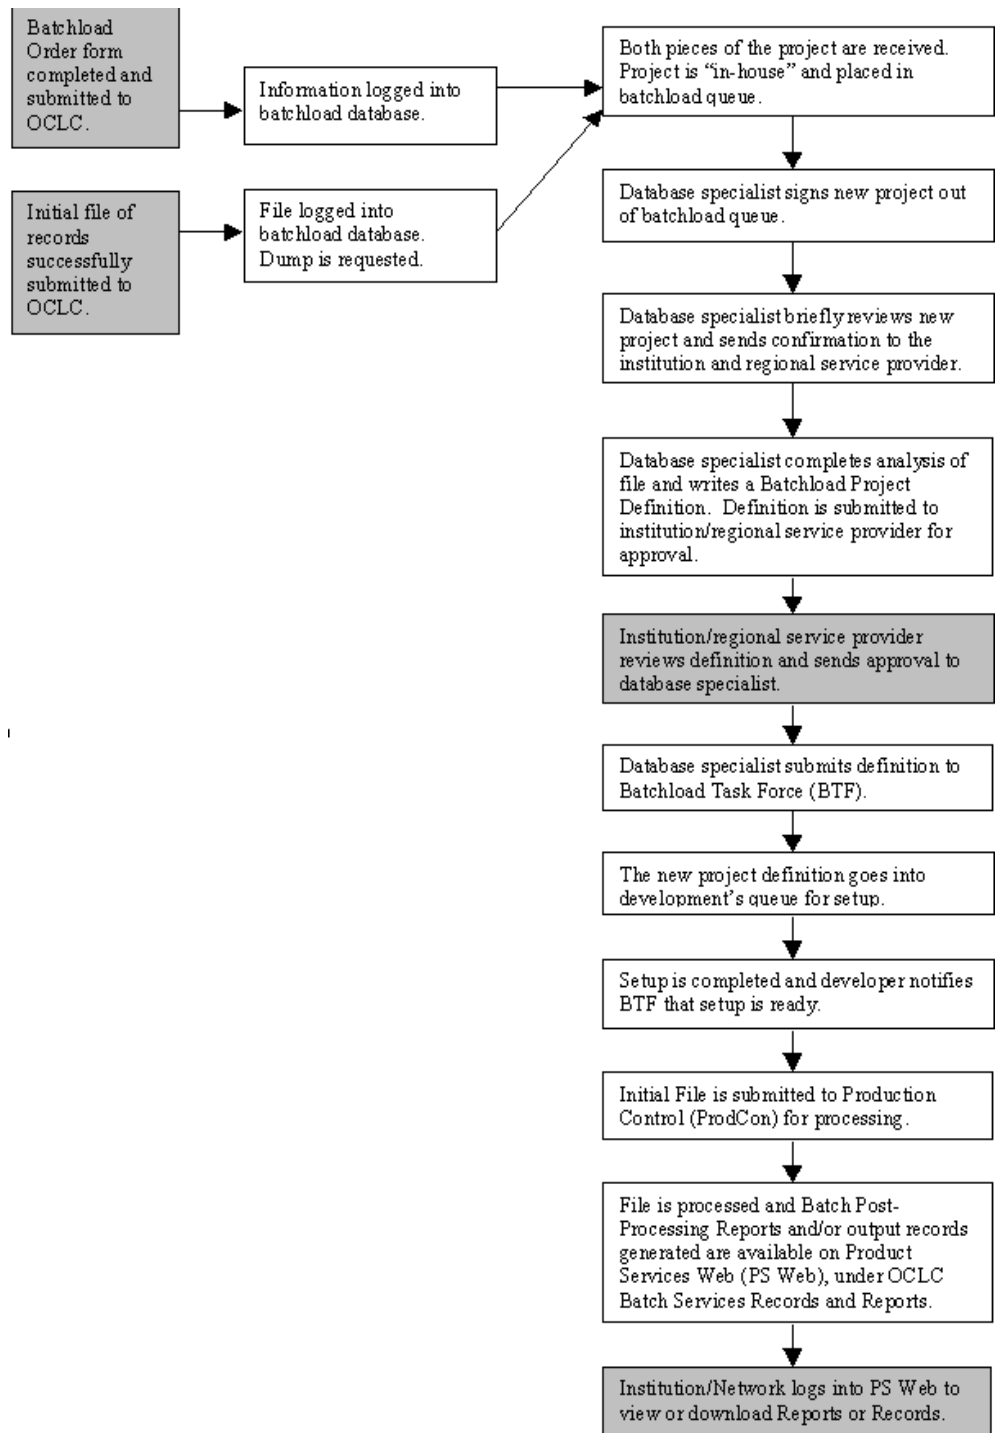 Batchload
Order form
completed and
submitted to
OCLC.
Information logged into
batchload database.
Both pieces of the project are received.
Project is “in-house” and placed in
batchload queue.
Initial file of
records
successfully
submitted to
OCLC.
File logged into
batchload database.
Dump is requested.
Database specialist signs new project out
of batchload queue.
Database specialist briefly reviews new
project and sends confirmation to the
institution and regional service provider.
Database specialist completes analysis of
file and writes a Batchload Project
Definition.  Definition is submitted to
institution/regional service provider for
approval.
Institution/regional service provider
reviews definition and sends approval to
database specialist.
Database specialist submits definition to
Batchload Task Force (BTF).
The new project definition goes into
development’s queue for setup.
Setup is completed and developer notifies
BTF that setup is ready.
Initial File is submitted to Production
Control (ProdCon) for processing.
File is processed and Batch Post-
Processing Reports and/or output records
generated are available on Product
Services Web (PS Web), under OCLC
Batch Services Records and Reports.
Institution/Network logs into PS Web to
view or download Reports or Records.